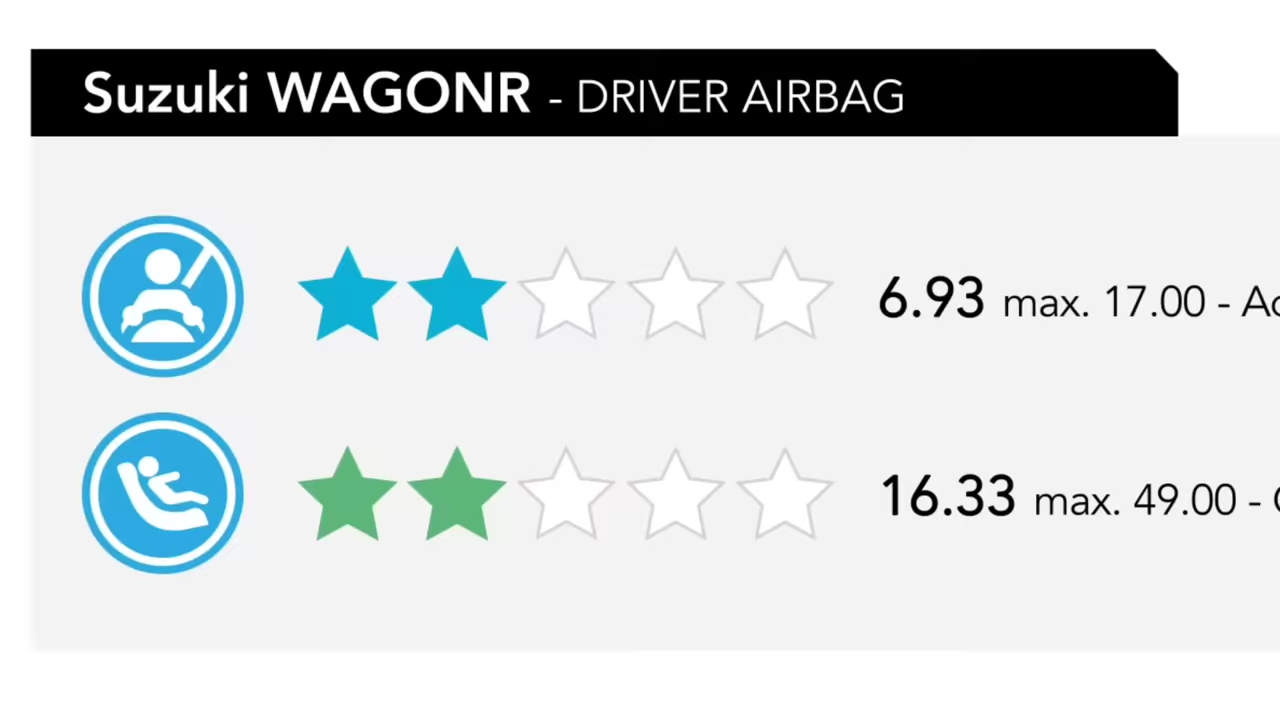 Suzuki WAGONR - DRIVER AIRBAG
6.93 max. 17.00 -
16.33 max. 49.00 -